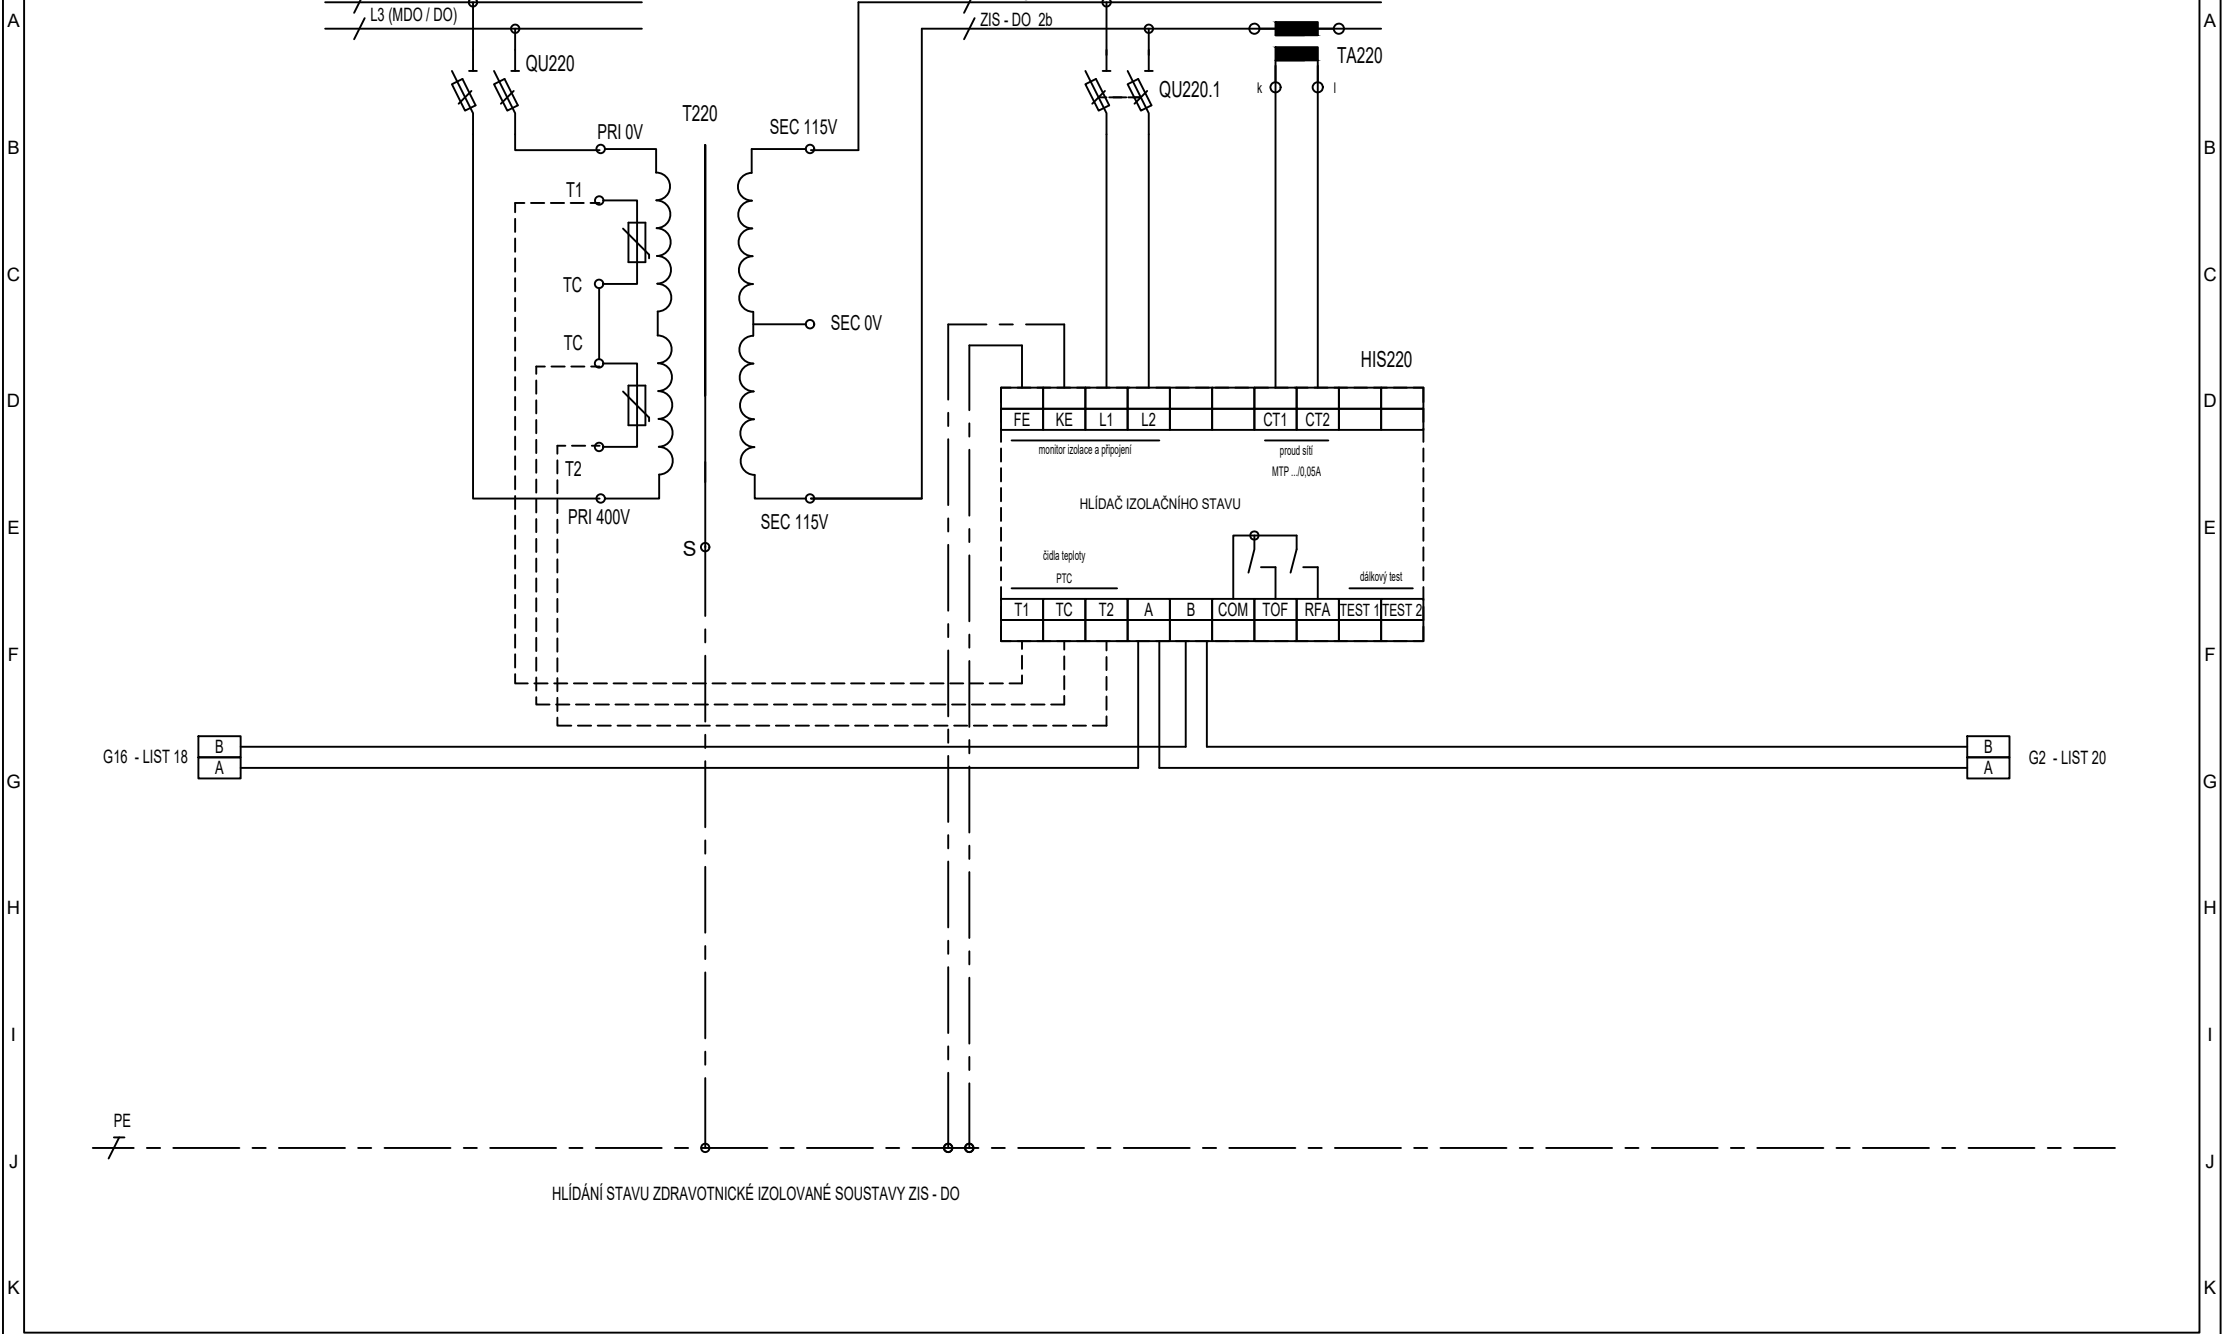 A A
L3 (MDO / DO)
ZIS - DO 2b
QU220
TA220
QU220.1
k l
T220
PRI 0V
SEC 115V
B B
T1
C C
TC
SEC 0V
TC
HIS220
D D
FE KE L1 L2 CT1 CT2
monitor izolace a připojení
proud sítí
MTP .../0,05A
T2
HLÍDAČ IZOLAČNÍHO STAVU
PRI 400V
SEC 115V
E E
S
čidla teploty
PTC
dálkový test
T1 TC T2 A B COM TOF RFA TEST 1 TEST 2
F F
G16 - LIST 18
B
A
B
A
G2 - LIST 20
G G
H H
I I
PE
J J
HLÍDÁNÍ STAVU ZDRAVOTNICKÉ IZOLOVANÉ SOUSTAVY ZIS - DO
K K